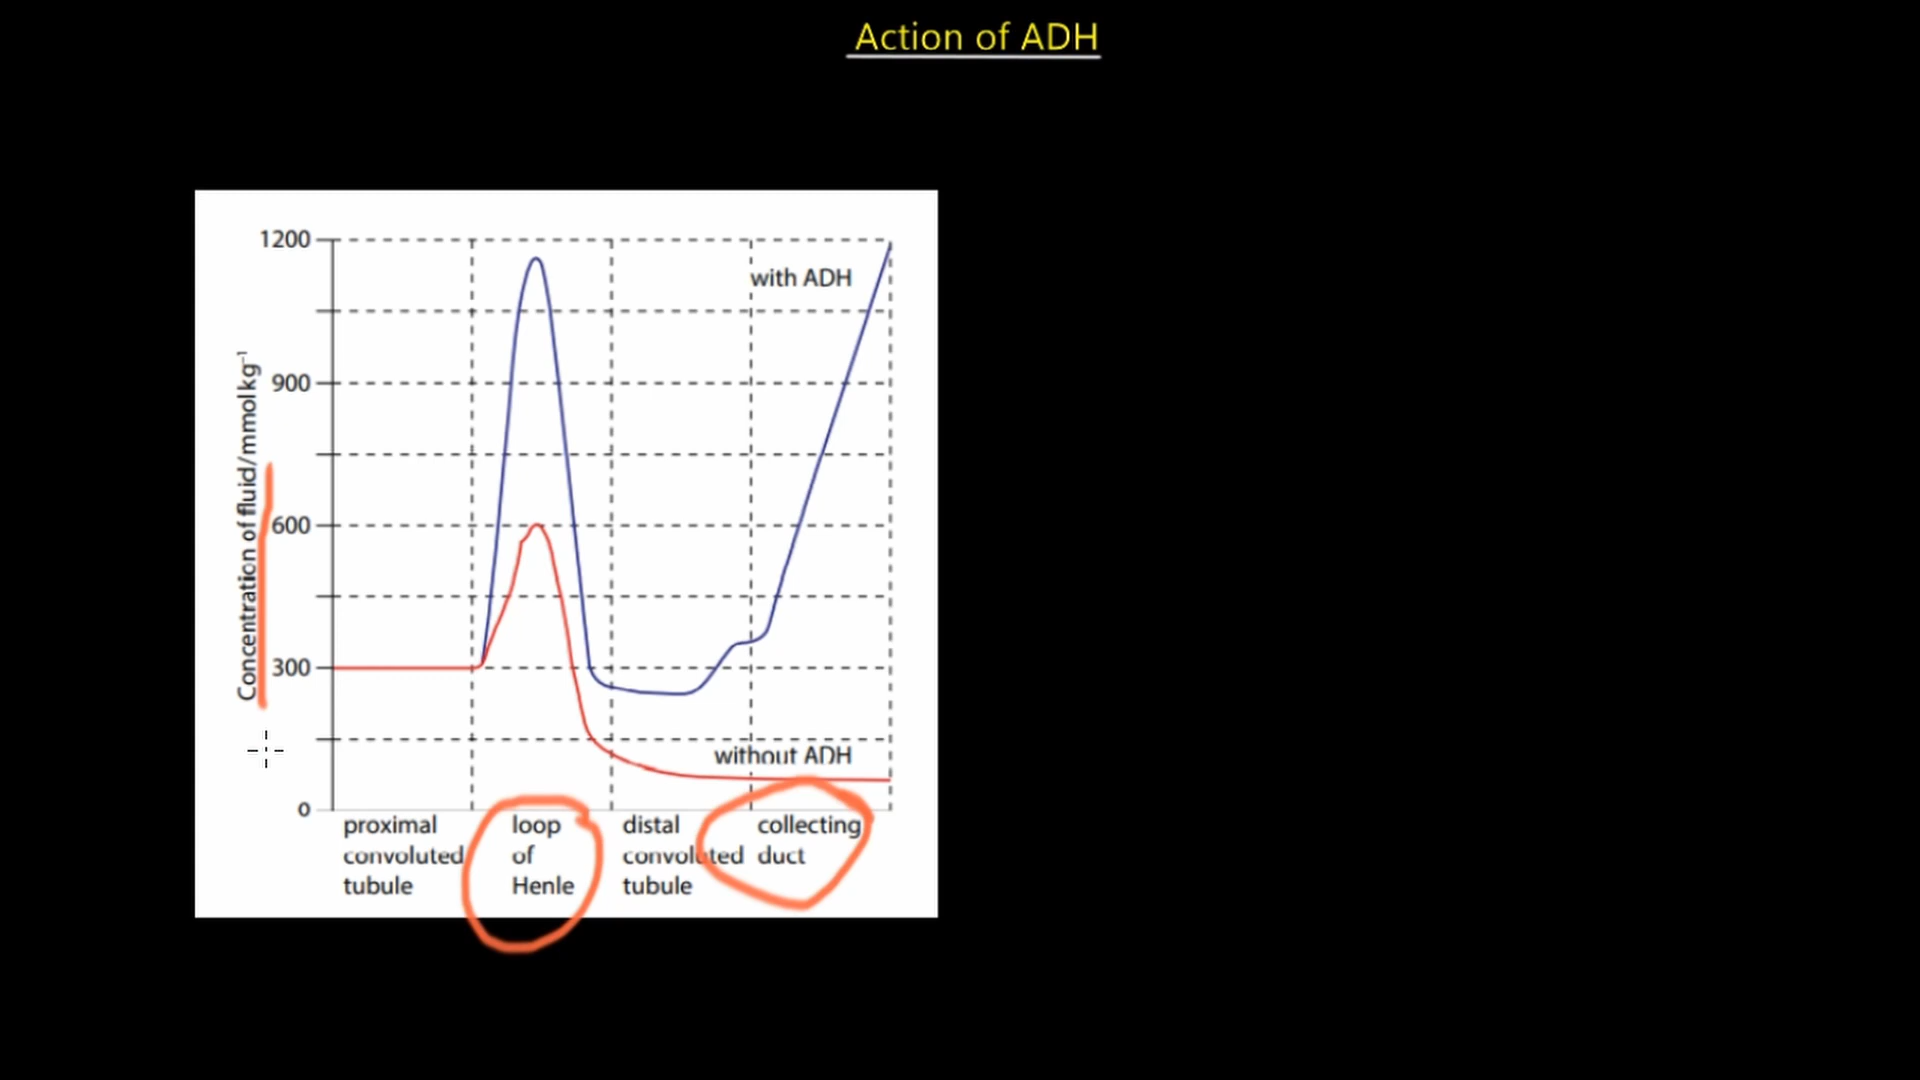 Action of ADH
1200
900
600
300
0
Concentration of fluid/mmolkg⁻¹
with ADH
without ADH
proximal
convoluted
tubule
loop
of
Henle
distal
convoluted
tubule
collecting
duct